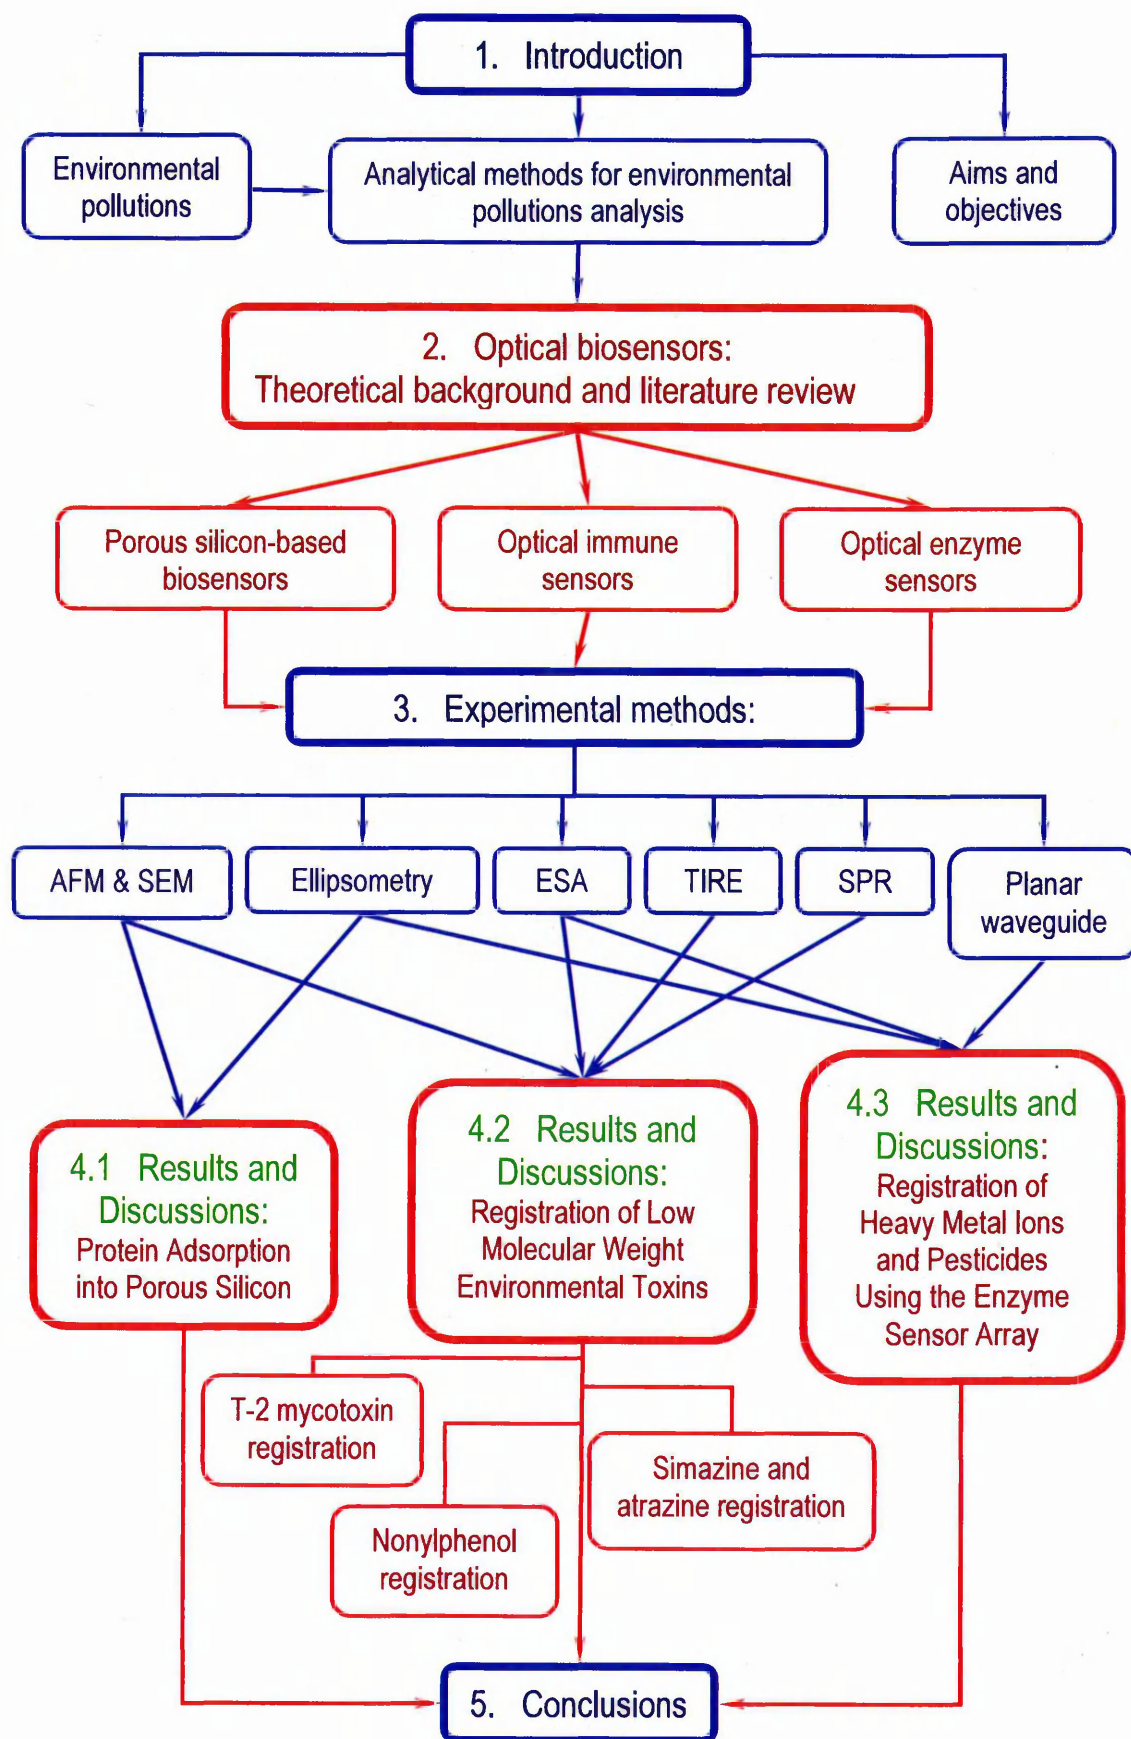 1. Introduction
Environmental
pollutions
Analytical methods for environmental
pollutions analysis
Aims and
objectives
2. Optical biosensors:
Theoretical background and literature review
Porous silicon-based
biosensors
Optical immune
sensors
Optical enzyme
sensors
3. Experimental methods:
AFM & SEM
Ellipsometry
ESA
TIRE
SPR
Planar
waveguide
4.1 Results and
Discussions:
Protein Adsorption
into Porous Silicon
4.2 Results and
Discussions:
Registration of Low
Molecular Weight
Environmental Toxins
4.3 Results and
Discussions:
Registration of
Heavy Metal Ions
and Pesticides
Using the Enzyme
Sensor Array
T-2 mycotoxin
registration
Simazine and
atrazine registration
Nonylphenol
registration
5. Conclusions